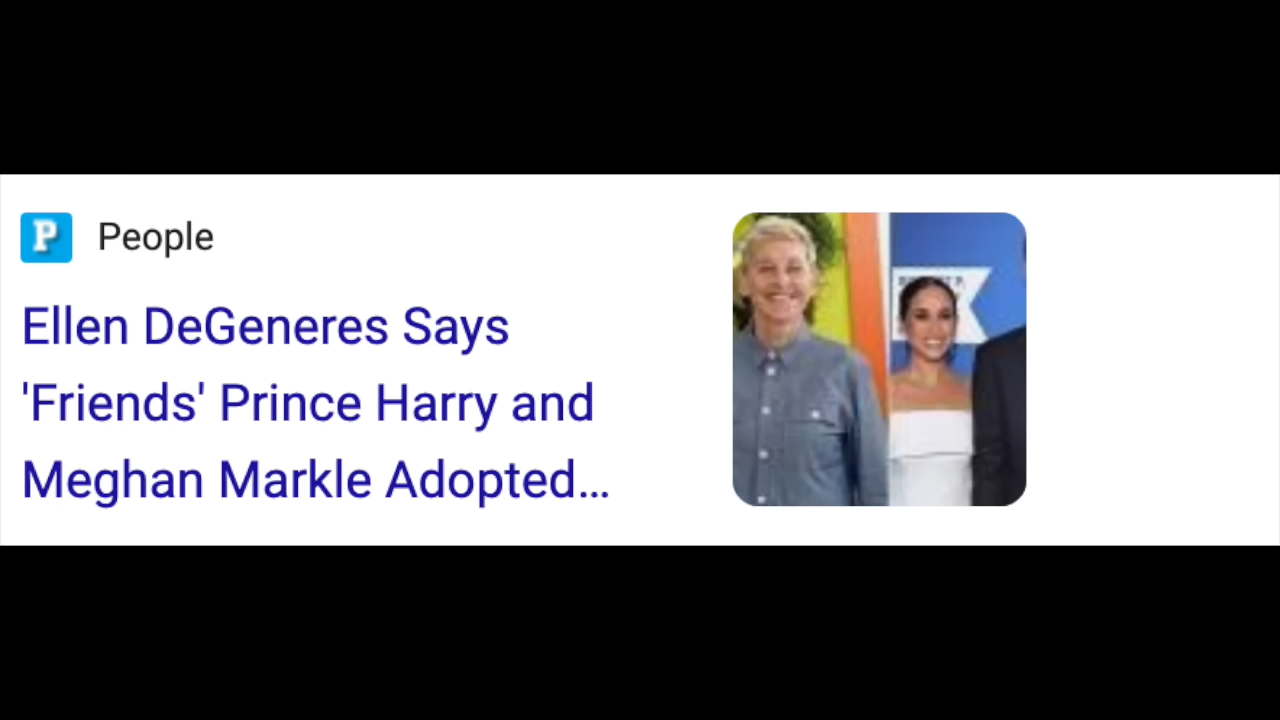 P People
Ellen DeGeneres Says
'Friends' Prince Harry and
Meghan Markle Adopted...